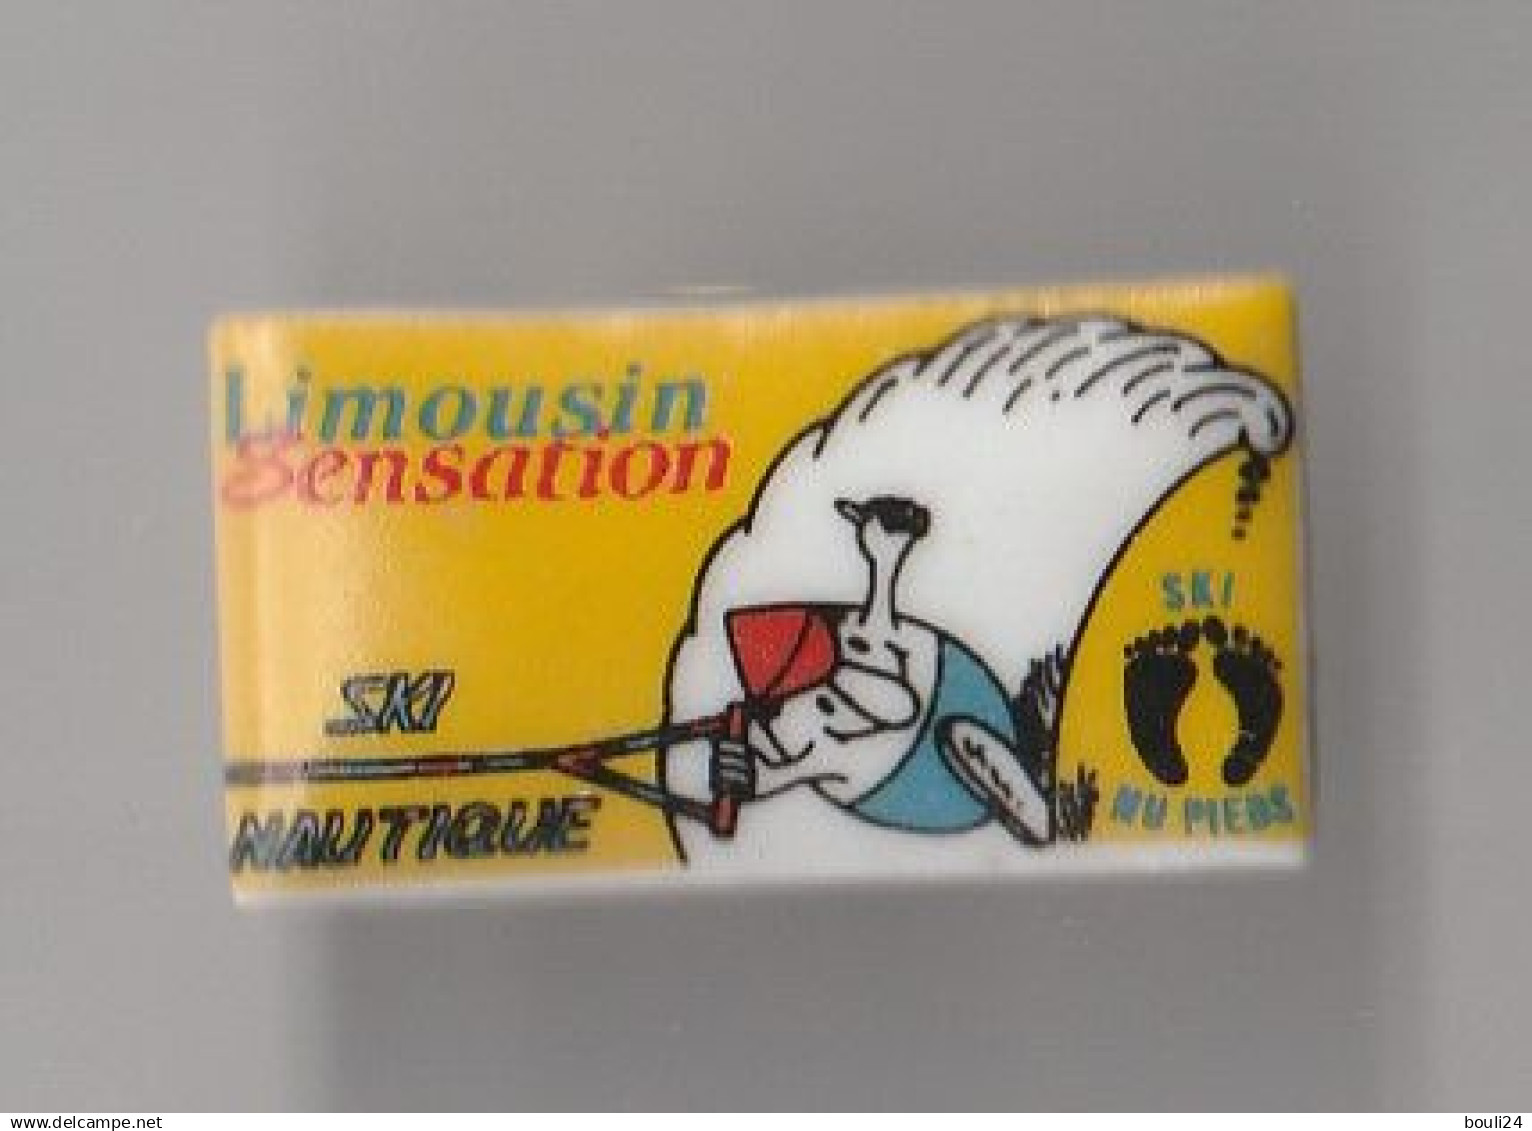 Limousin
Sensation
SKI
NAUTIQUE
SKI
NU PIEDS
www.delcampe.net
bouli24